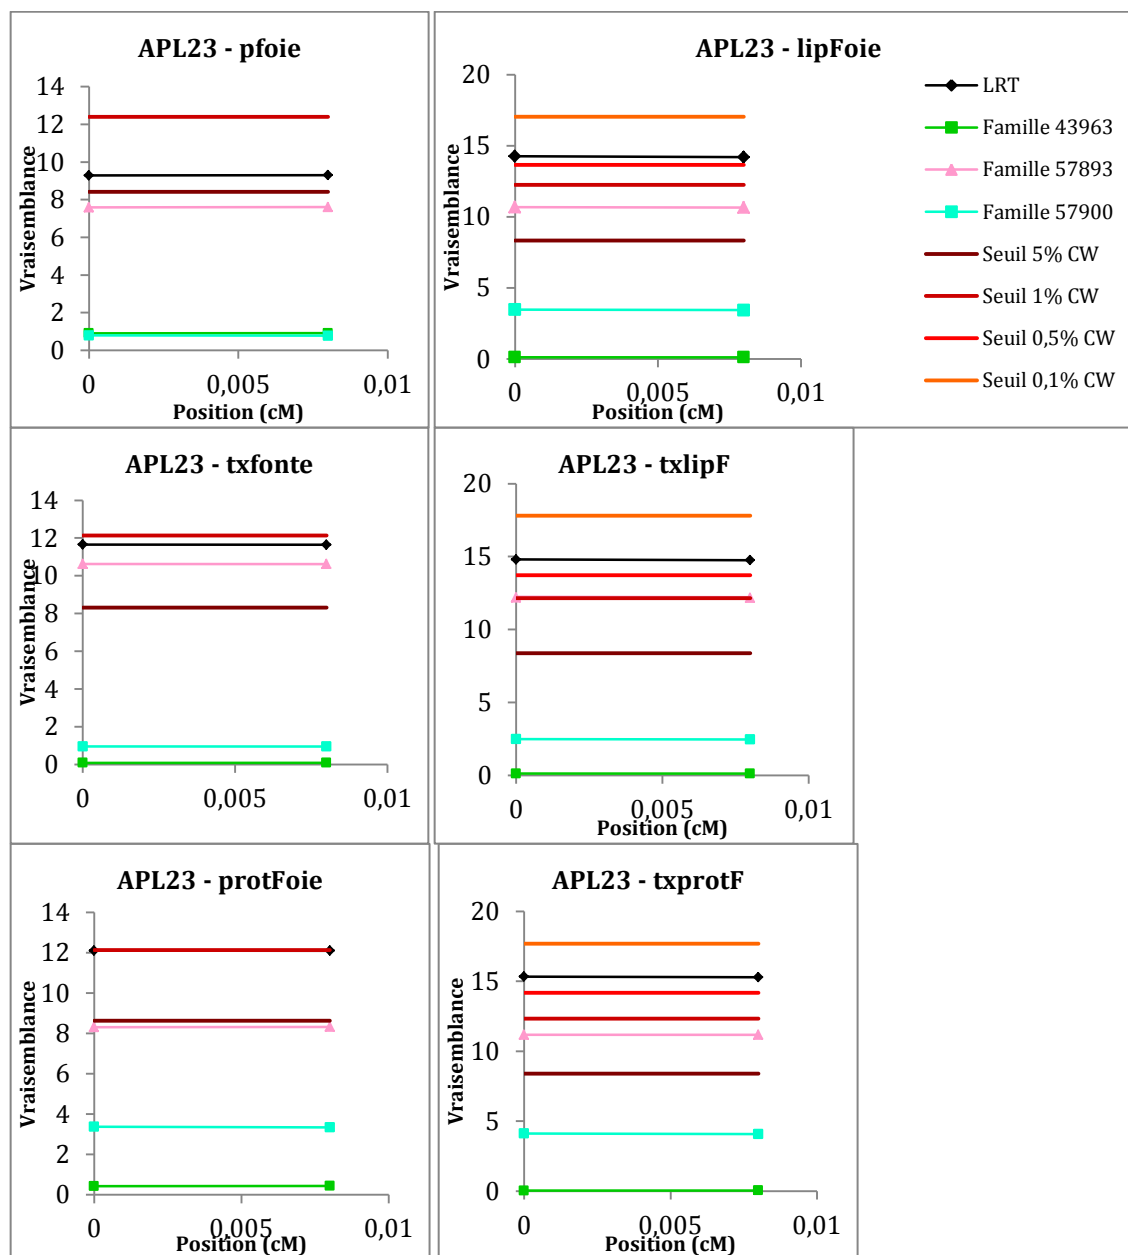 APL23 - pfoie
Vraisemblance
14
12
10
8
6
4
2
0
0
0,005
0,01
Position (cM)
APL23 - lipFoie
Vraisemblance
20
15
10
5
0
0
0,005
0,01
Position (cM)
LRT
Famille 43963
Famille 57893
Famille 57900
Seuil 5% CW
Seuil 1% CW
Seuil 0,5% CW
Seuil 0,1% CW
APL23 - txfonte
Vraisemblance
14
12
10
8
6
4
2
0
0
0,005
0,01
APL23 - txlipF
Vraisemblance
20
15
10
5
0
0
0,005
0,01
Position (cM)
APL23 - protFoie
Vraisemblance
14
12
10
8
6
4
2
0
0
0,005
0,01
Position (cM)
APL23 - txprotF
Vraisemblance
20
15
10
5
0
0
0,005
0,01
Position (cM)